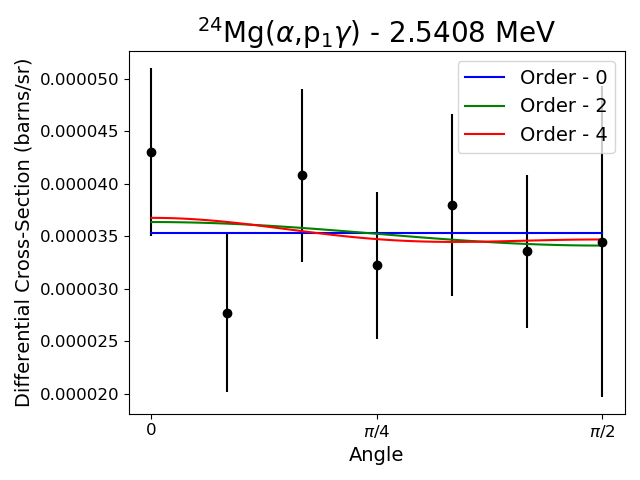 ²⁴Mg(α,p₁γ) - 2.5408 MeV
Differential Cross-Section (barns/sr)
0.000050
0.000045
0.000040
0.000035
0.000030
0.000025
0.000020
Order - 0
Order - 2
Order - 4
0
π/4
π/2
Angle